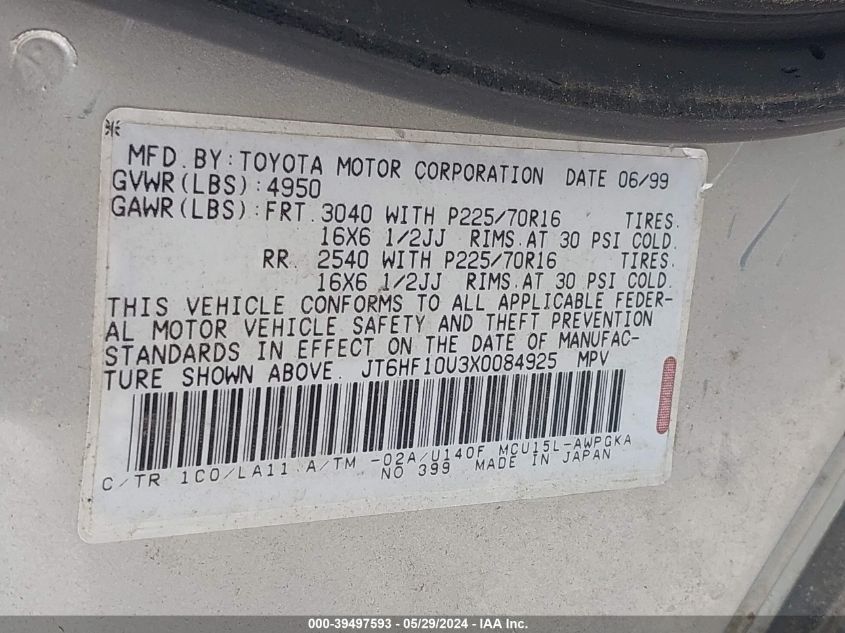 MFD. BY: TOYOTA MOTOR CORPORATION DATE 06/99
GVWR(LBS):4950
GAWR(LBS):FRT. 3040 WITH P225/70R16 TIRES.
16X6 1/2JJ RIMS.AT 30 PSI COLD.
RR. 2540 WITH P225/70R16 TIRES.
16X6 1/2JJ RIMS.AT 30 PSI COLD.
THIS VEHICLE CONFORMS TO ALL APPLICABLE FEDER-
AL MOTOR VEHICLE SAFETY AND THEFT PREVENTION
STANDARDS IN EFFECT ON THE DATE OF MANUFAC-
TURE SHOWN ABOVE. JT6HF10U3X0084925 MPV
C/TR 1C0/LA11 A/TM -02A/U140F MCU15L-AWPGKA
NO 399 MADE IN JAPAN
000-39497593 - 05/29/2024 - IAA Inc.